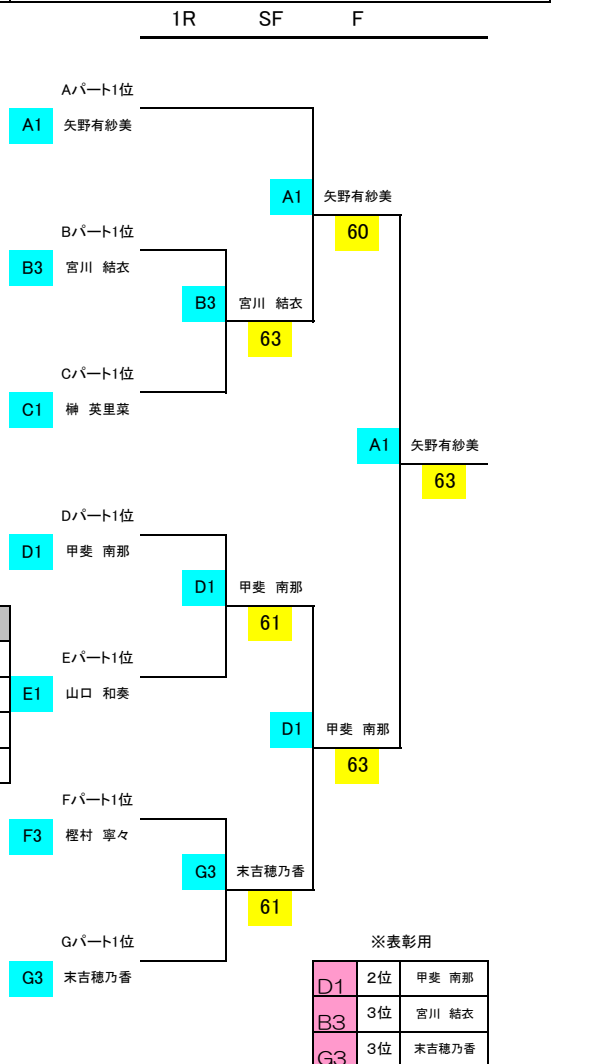 1R SF F
Aパート1位
A1 矢野有紗美
A1 矢野有紗美
60
Bパート1位
B3 宮川 結衣
B3 宮川 結衣
63
Cパート1位
C1 榊 英里菜
A1 矢野有紗美
63
Dパート1位
D1 甲斐 南那
D1 甲斐 南那
61
Eパート1位
E1 山口 和奏
D1 甲斐 南那
63
Fパート1位
F3 樫村 寧々
G3 末吉穂乃香
61
Gパート1位 ※表彰用
G3 末吉穂乃香
D1 2位 甲斐 南那
B3 3位 宮川 結衣
G3 3位 末吉穂乃香